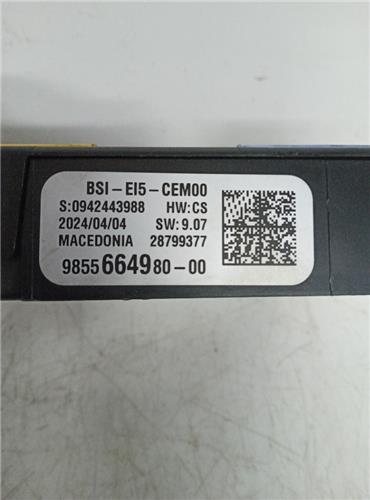 BSI-EI5-CEM00
S:0942443988 HW:CS
2024/04/04 SW:9.07
MACEDONIA 28799377
9855664980-00